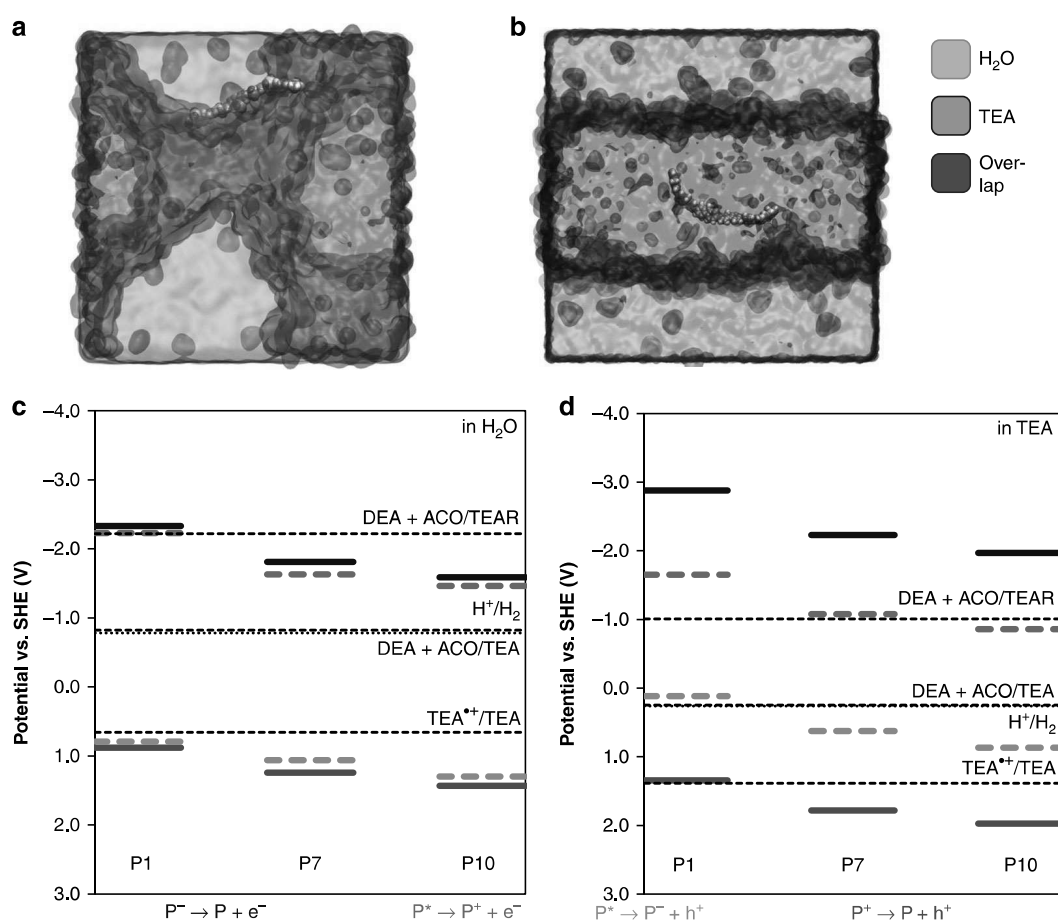 a
b
H₂O
TEA
Over-
lap
c
−4.0
−3.0
−2.0
−1.0
0.0
1.0
2.0
3.0
Potential vs. SHE (V)
in H₂O
DEA + ACO/TEAR
H⁺/H₂
DEA + ACO/TEA
TEA•⁺/TEA
P1
P7
P10
P⁻ → P + e⁻
P* → P⁺ + e⁻
d
−4.0
−3.0
−2.0
−1.0
0.0
1.0
2.0
3.0
Potential vs. SHE (V)
in TEA
DEA + ACO/TEAR
DEA + ACO/TEA
H⁺/H₂
TEA•⁺/TEA
P1
P7
P10
P* → P⁻ + h⁺
P⁺ → P + h⁺